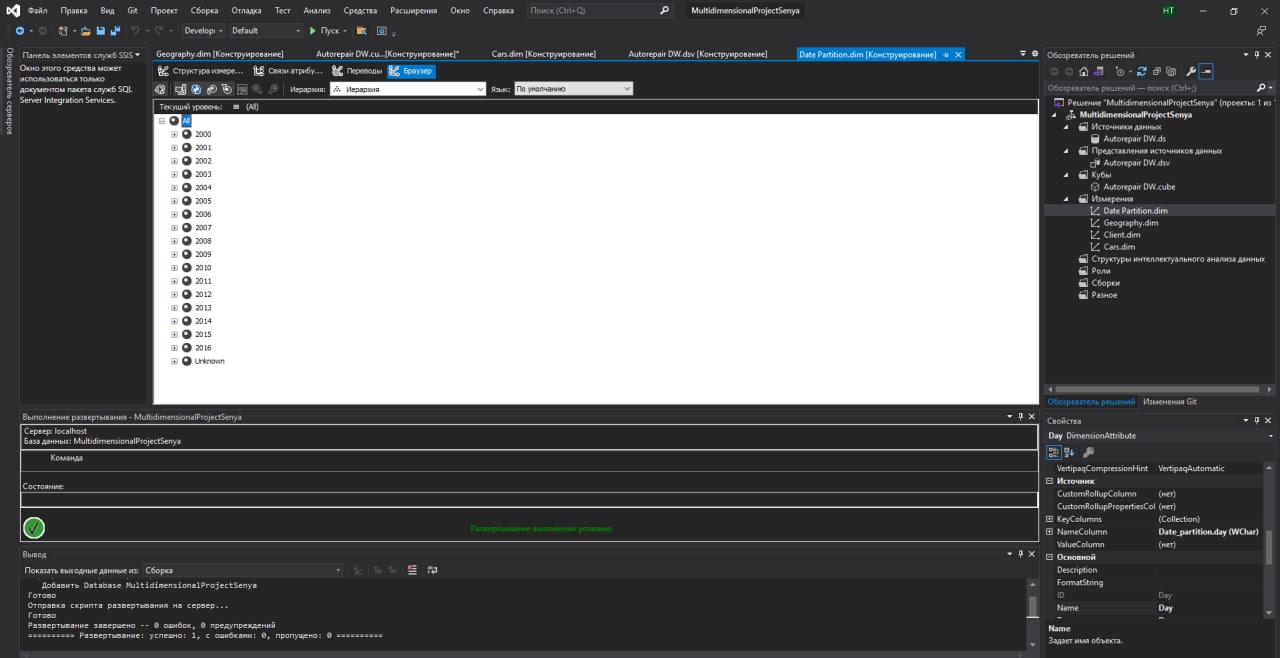 Файл Правка Вид Git Проект Сборка Отладка Тест Анализ Средства Расширения Окно Справка Поиск (Ctrl+Q) MultidimensionalProjectSenya НТ
Developi Default Пуск
Обозреватель серверов
Панель элементов служб SSIS
Окно этого средства может
использоваться только
документом пакета служб SQL
Server Integration Services.
Geography.dim [Конструирование] Autorepair DW.cu...[Конструирование]* Cars.dim [Конструирование] Autorepair DW.dsv [Конструирование] Date Partition.dim [Конструирование]
Структура измере... Связи атрибу... Переводы Браузер
Иерархия: Иерархия Язык: По умолчанию
Текущий уровень: (All)
All
2000
2001
2002
2003
2004
2005
2006
2007
2008
2009
2010
2011
2012
2013
2014
2015
2016
Unknown
Обозреватель решений
Обозреватель решений — поиск (Ctrl+;)
Решение "MultidimensionalProjectSenya" (проекты: 1 из
MultidimensionalProjectSenya
Источники данных
Autorepair DW.ds
Представления источников данных
Autorepair DW.dsv
Кубы
Autorepair DW.cube
Измерения
Date Partition.dim
Geography.dim
Client.dim
Cars.dim
Структуры интеллектуального анализа данных
Роли
Сборки
Разное
Обозреватель решений Изменения Git
Выполнение развертывания - MultidimensionalProjectSenya
Сервер: localhost
База данных: MultidimensionalProjectSenya
Команда
Состояние:
Развертывание выполнено успешно
Вывод
Показать выходные данные из: Сборка
Добавить Database MultidimensionalProjectSenya
Готово
Отправка скрипта развертывания на сервер...
Готово
Развертывание завершено -- 0 ошибок, 0 предупреждений
========== Развертывание: успешно: 1, с ошибками: 0, пропущено: 0 ==========
Свойства
Day DimensionAttribute
VertipaqCompressionHint VertipaqAutomatic
Источник
CustomRollupColumn (нет)
CustomRollupPropertiesCol (нет)
KeyColumns (Collection)
NameColumn Date_partition.day (WChar)
ValueColumn (нет)
Основной
Description
FormatString
ID Day
Name Day
Name
Задает имя объекта.